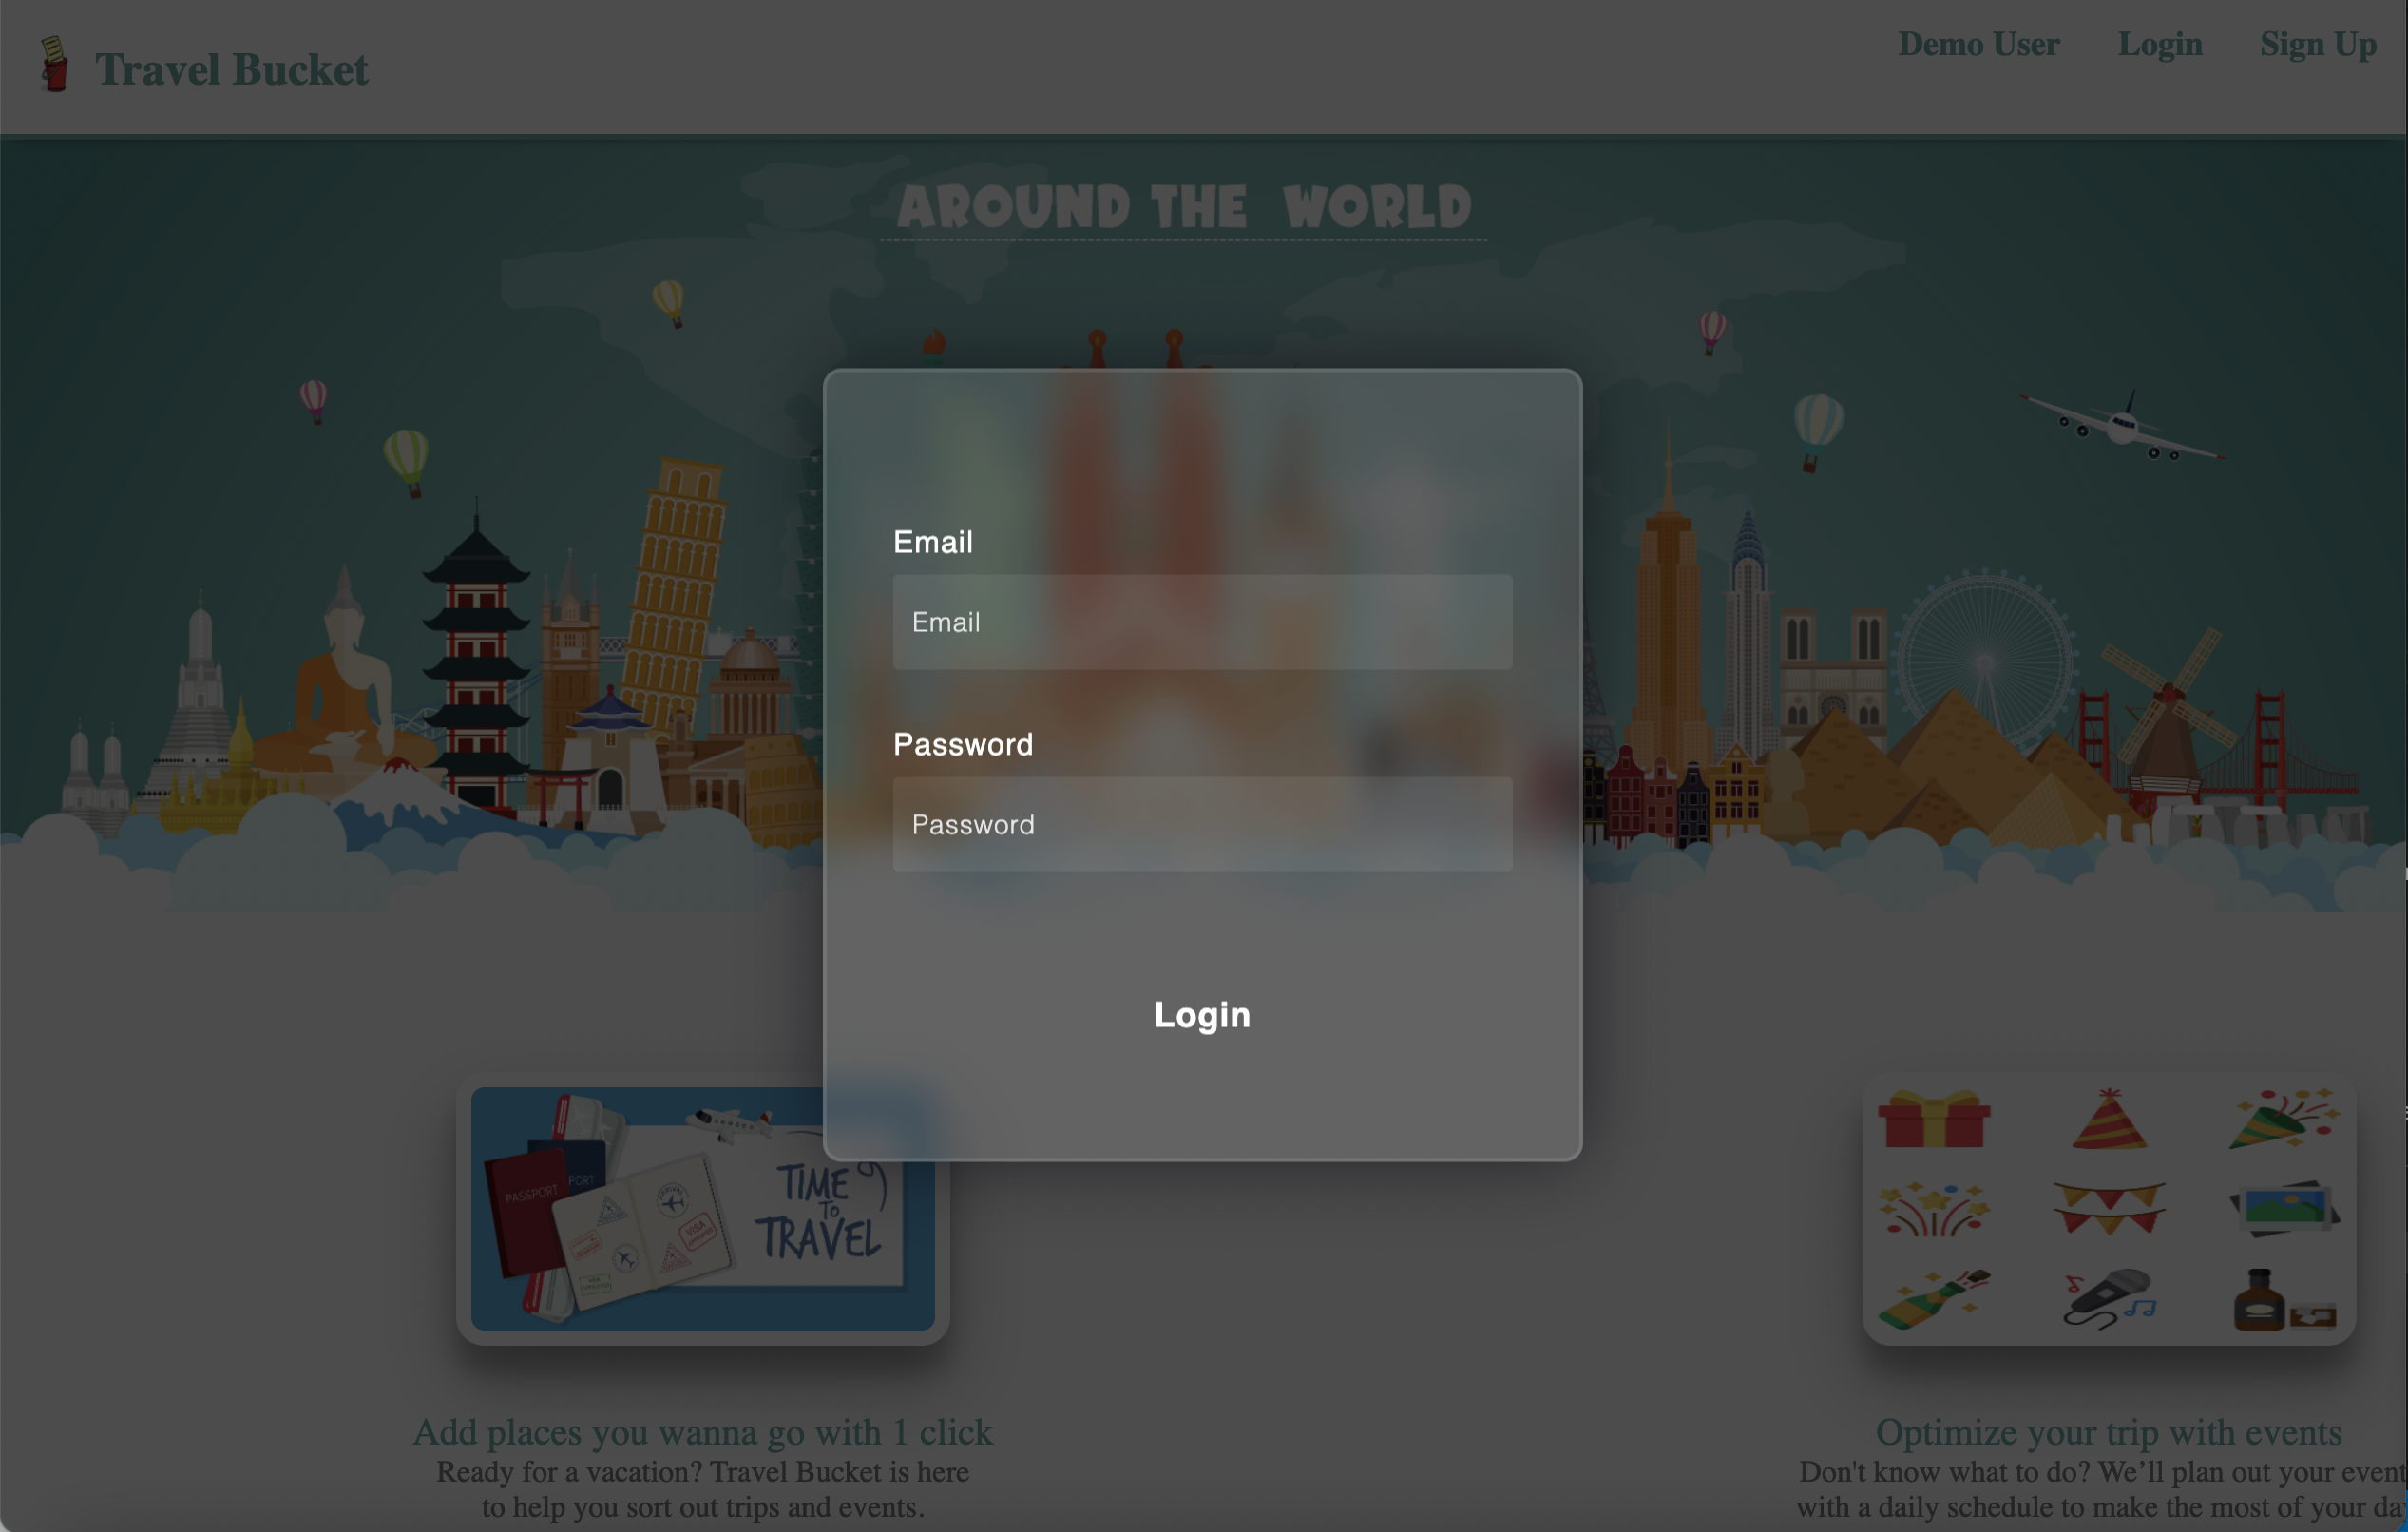 Travel Bucket
Demo User
Login
Sign Up
AROUND THE WORLD
Email
Email
Password
Password
Login
PASSPORT
PORT
ARRIVAL
VISA
TIME
TO
TRAVEL
Add places you wanna go with 1 click
Ready for a vacation? Travel Bucket is here
to help you sort out trips and events.
Optimize your trip with events
Don't know what to do? We’ll plan out your event
with a daily schedule to make the most of your da